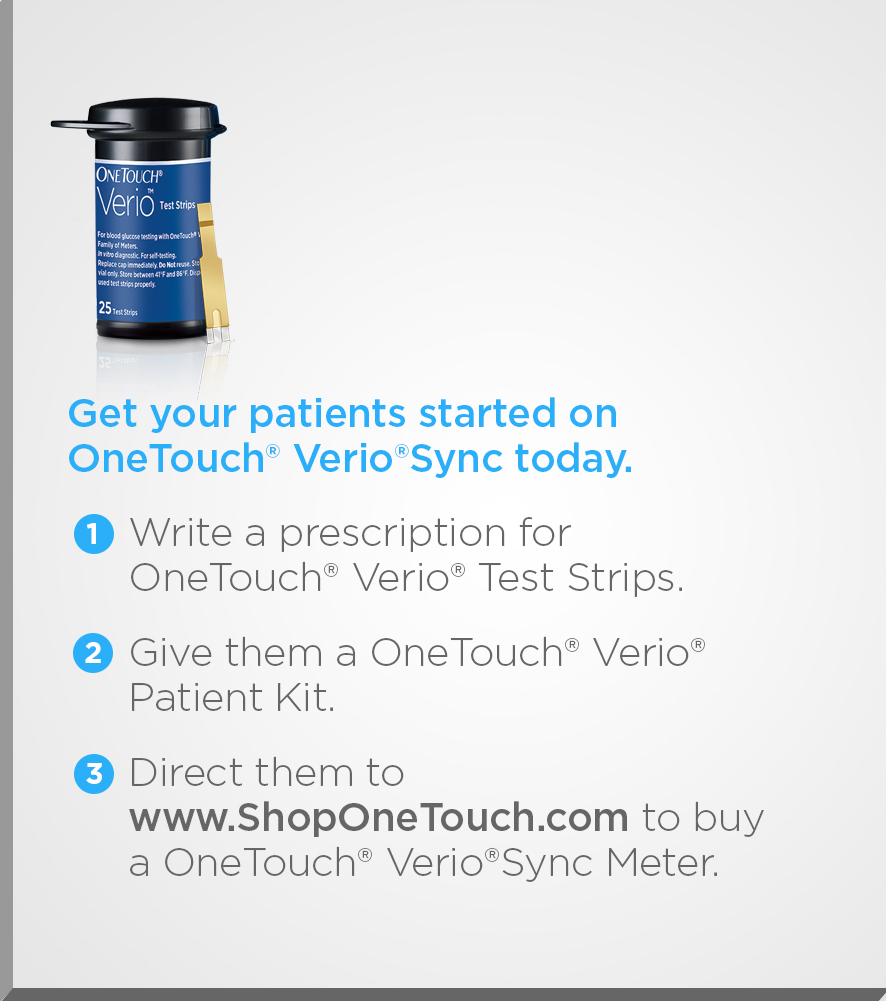 ONETOUCH®
Verio™ Test Strips
For blood glucose testing with OneTouch®
Family of Meters.
In vitro diagnostic. For self-testing.
Replace cap immediately. Do Not reuse.
vial only. Store between 41°F and 86°F.
used test strips properly.
25 Test Strips
Get your patients started on
OneTouch® Verio®Sync today.
1 Write a prescription for
OneTouch® Verio® Test Strips.
2 Give them a OneTouch® Verio®
Patient Kit.
3 Direct them to
www.ShopOneTouch.com to buy
a OneTouch® Verio®Sync Meter.